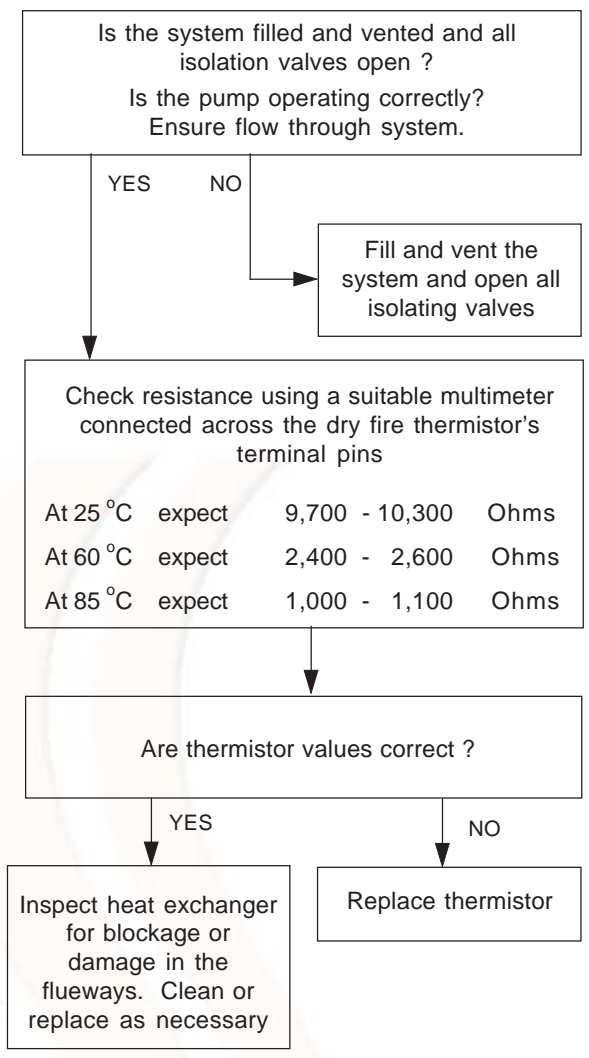 Is the system filled and vented and all
isolation valves open ?
Is the pump operating correctly?
Ensure flow through system.
YES
NO
Fill and vent the
system and open all
isolating valves
Check resistance using a suitable multimeter
connected across the dry fire thermistor's
terminal pins
At 25 °C expect 9,700 - 10,300 Ohms
At 60 °C expect 2,400 - 2,600 Ohms
At 85 °C expect 1,000 - 1,100 Ohms
Are thermistor values correct ?
YES
NO
Inspect heat exchanger
for blockage or
damage in the
flueways. Clean or
replace as necessary
Replace thermistor